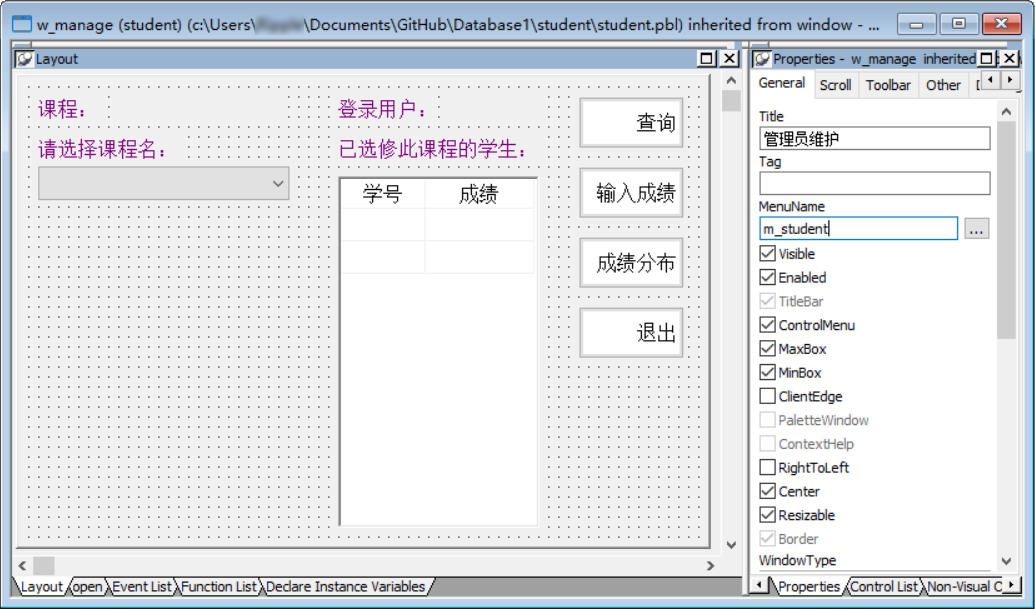 w_manage (student) (c:\Users\ \Documents\GitHub\Database1\student\student.pbl) inherited from window - ...
Layout
课程：
登录用户：
请选择课程名：
已选修此课程的学生：
学号 成绩
查询
输入成绩
成绩分布
退出
Layout open Event List Function List Declare Instance Variables
Properties - w_manage inherited
General Scroll Toolbar Other
Title
管理员维护
Tag
MenuName
m_student
...
Visible
Enabled
TitleBar
ControlMenu
MaxBox
MinBox
ClientEdge
PaletteWindow
ContextHelp
RightToLeft
Center
Resizable
Border
WindowType
Properties Control List Non-Visual